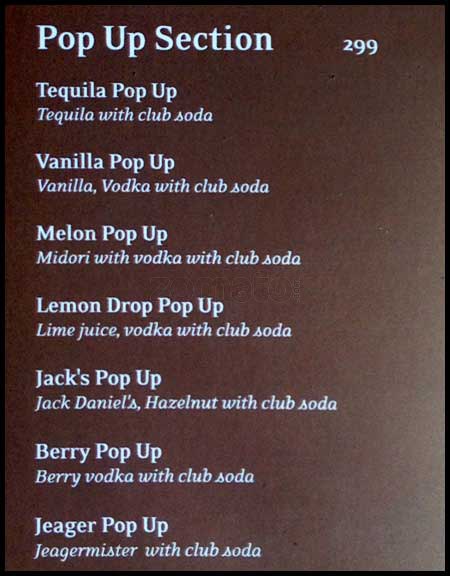 Pop Up Section 299
Tequila Pop Up
Tequila with club soda
Vanilla Pop Up
Vanilla, Vodka with club soda
Melon Pop Up
Midori with vodka with club soda
zomato
Lemon Drop Pop Up
Lime juice, vodka with club soda
Jack's Pop Up
Jack Daniel's, Hazelnut with club soda
Berry Pop Up
Berry vodka with club soda
Jeager Pop Up
Jeagermister with club soda